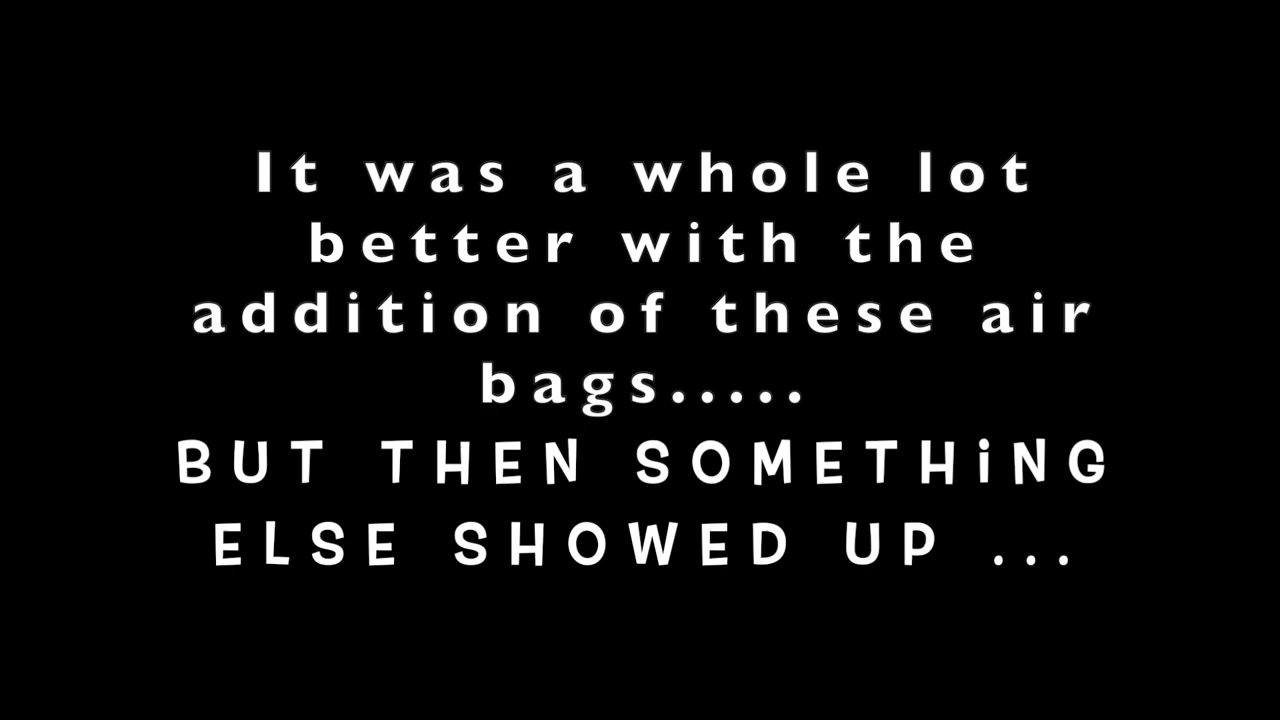 It was a whole lot
better with the
addition of these air
bags.....
BUT THEN SOMETHiNG
ELSE SHOWED UP ...